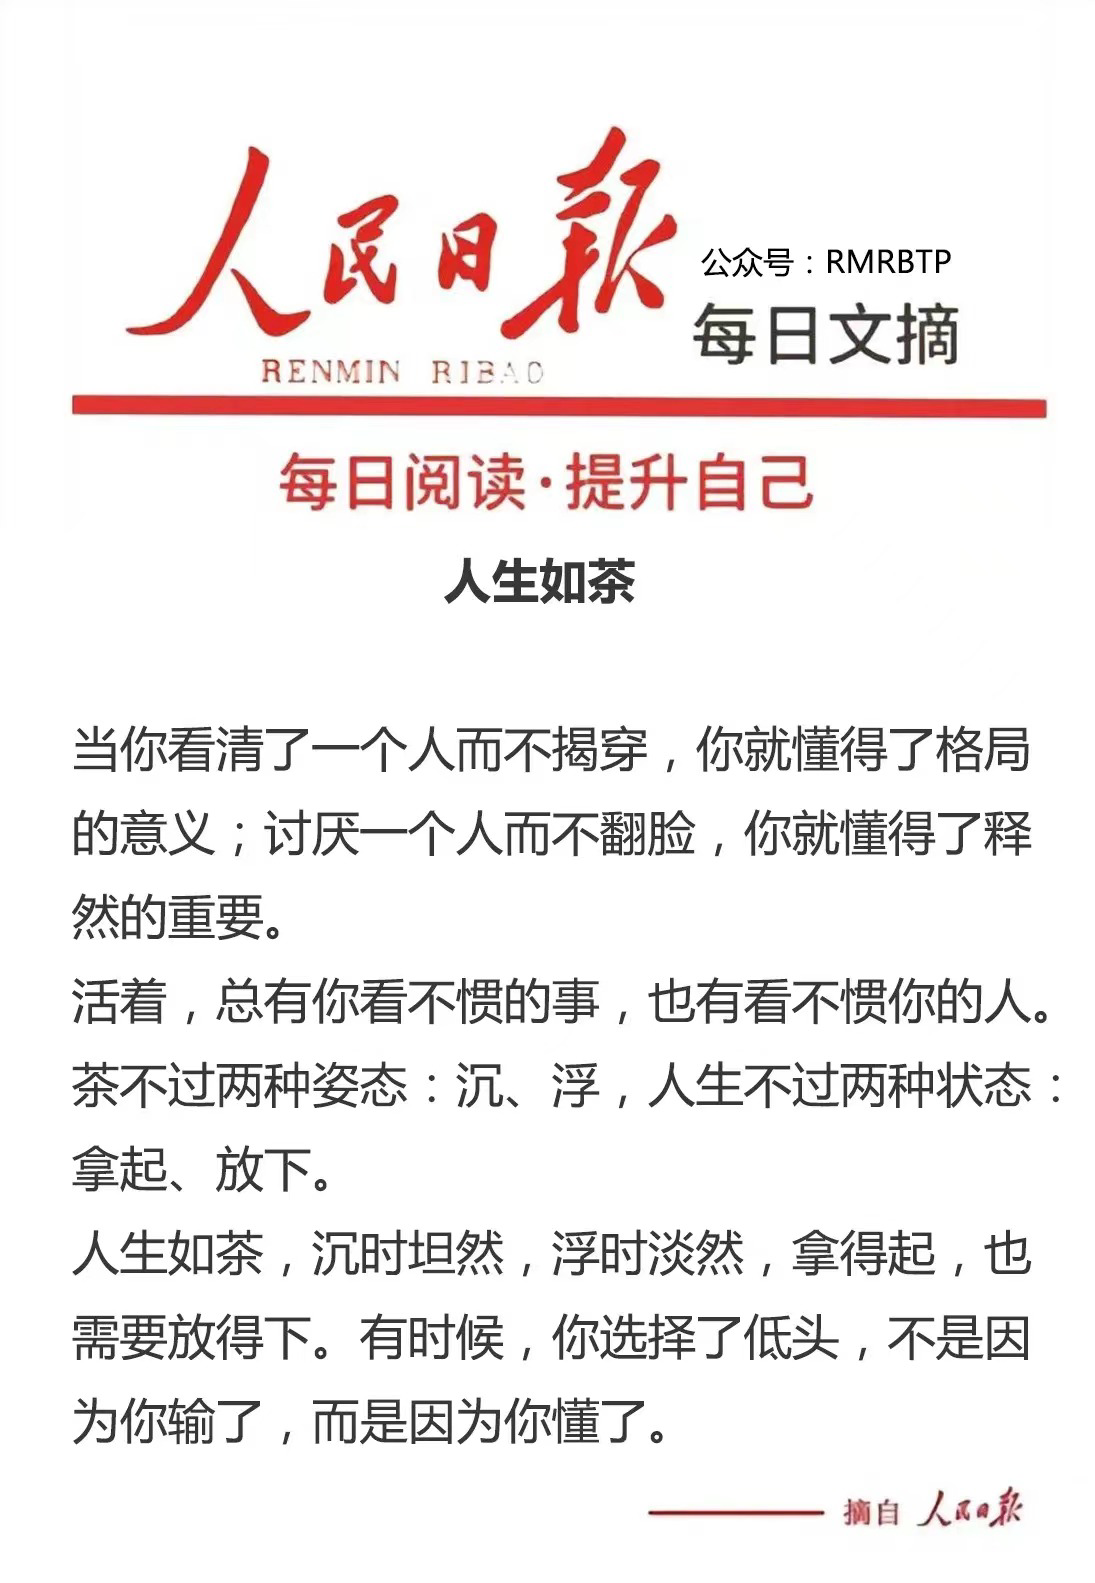 人民日报
公众号：RMRBTP
每日文摘
RENMIN RIBAO
每日阅读·提升自己
人生如茶
当你看清了一个人而不揭穿，你就懂得了格局
的意义；讨厌一个人而不翻脸，你就懂得了释
然的重要。
活着，总有你看不惯的事，也有看不惯你的人。
茶不过两种姿态：沉、浮，人生不过两种状态：
拿起、放下。
人生如茶，沉时坦然，浮时淡然，拿得起，也
需要放得下。有时候，你选择了低头，不是因
为你输了，而是因为你懂了。
摘自 人民日报